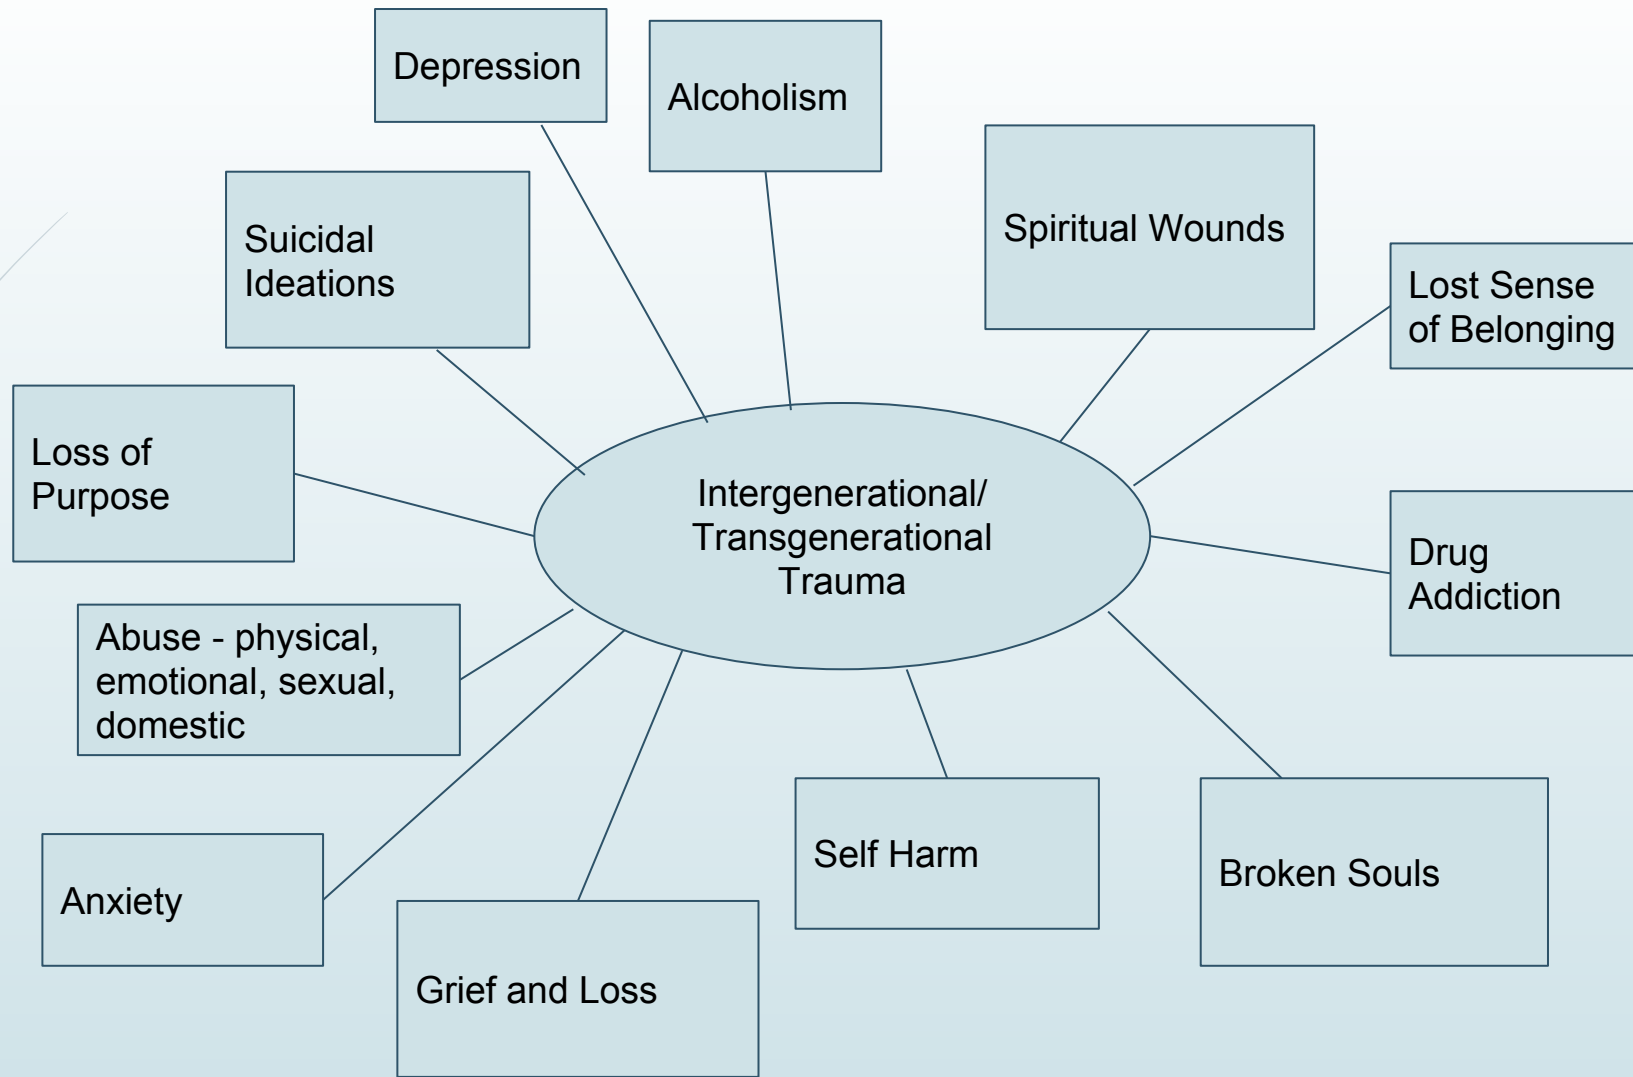 Depression
Alcoholism
Spiritual Wounds
Suicidal
Ideations
Lost Sense
of Belonging
Loss of
Purpose
Intergenerational/
Transgenerational
Trauma
Drug
Addiction
Abuse - physical,
emotional, sexual,
domestic
Self Harm
Broken Souls
Anxiety
Grief and Loss